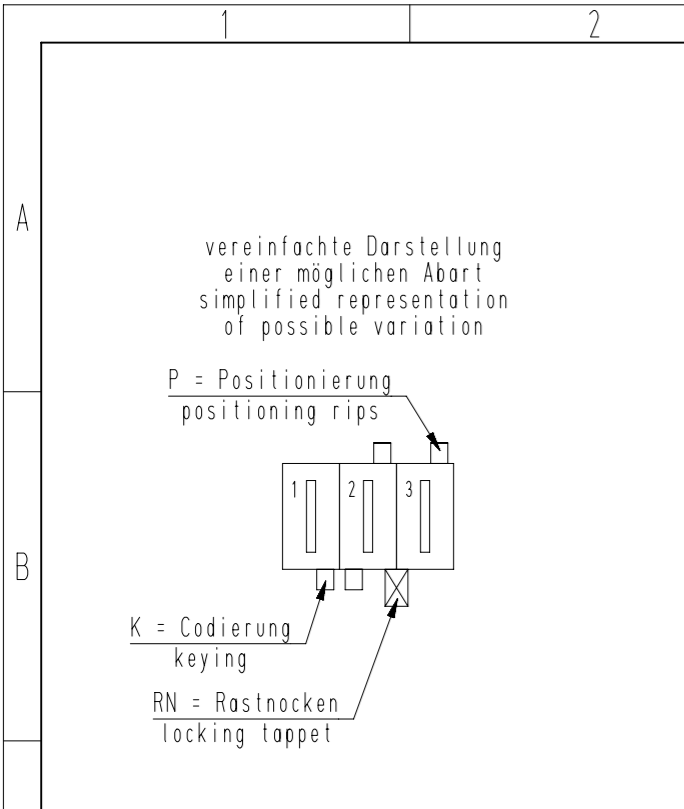 1
2
A
vereinfachte Darstellung
einer möglichen Abart
simplified representation
of possible variation
P = Positionierung
positioning rips
1
2
3
B
K = Codierung
keying
RN = Rastnocken
locking tappet